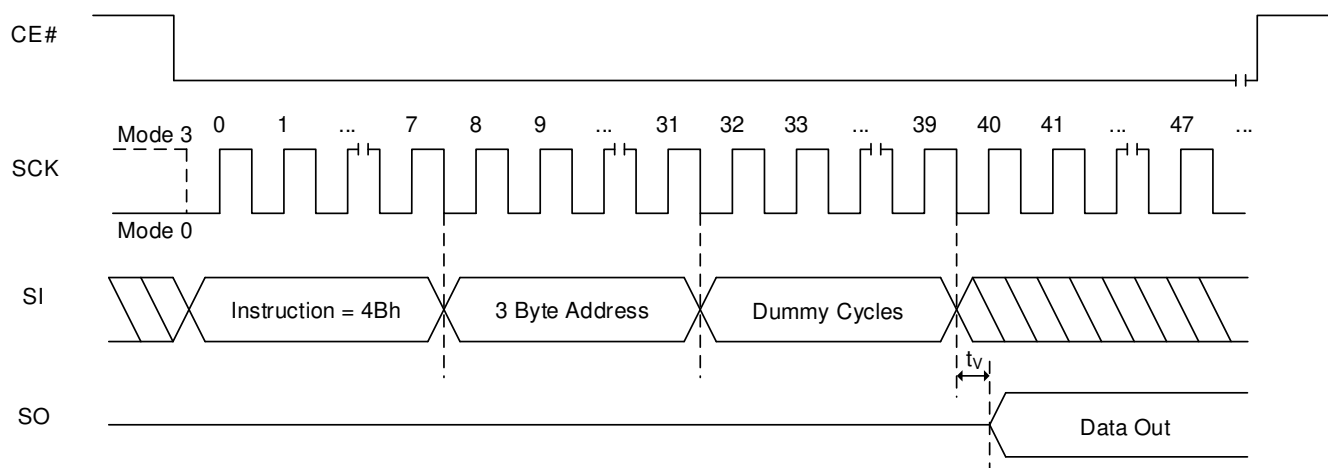 CE#
Mode 3
0 1 ... 7 8 9 ... 31 32 33 ... 39 40 41 ... 47 ...
SCK
Mode 0
SI
Instruction = 4Bh
3 Byte Address
Dummy Cycles
tV
SO
Data Out